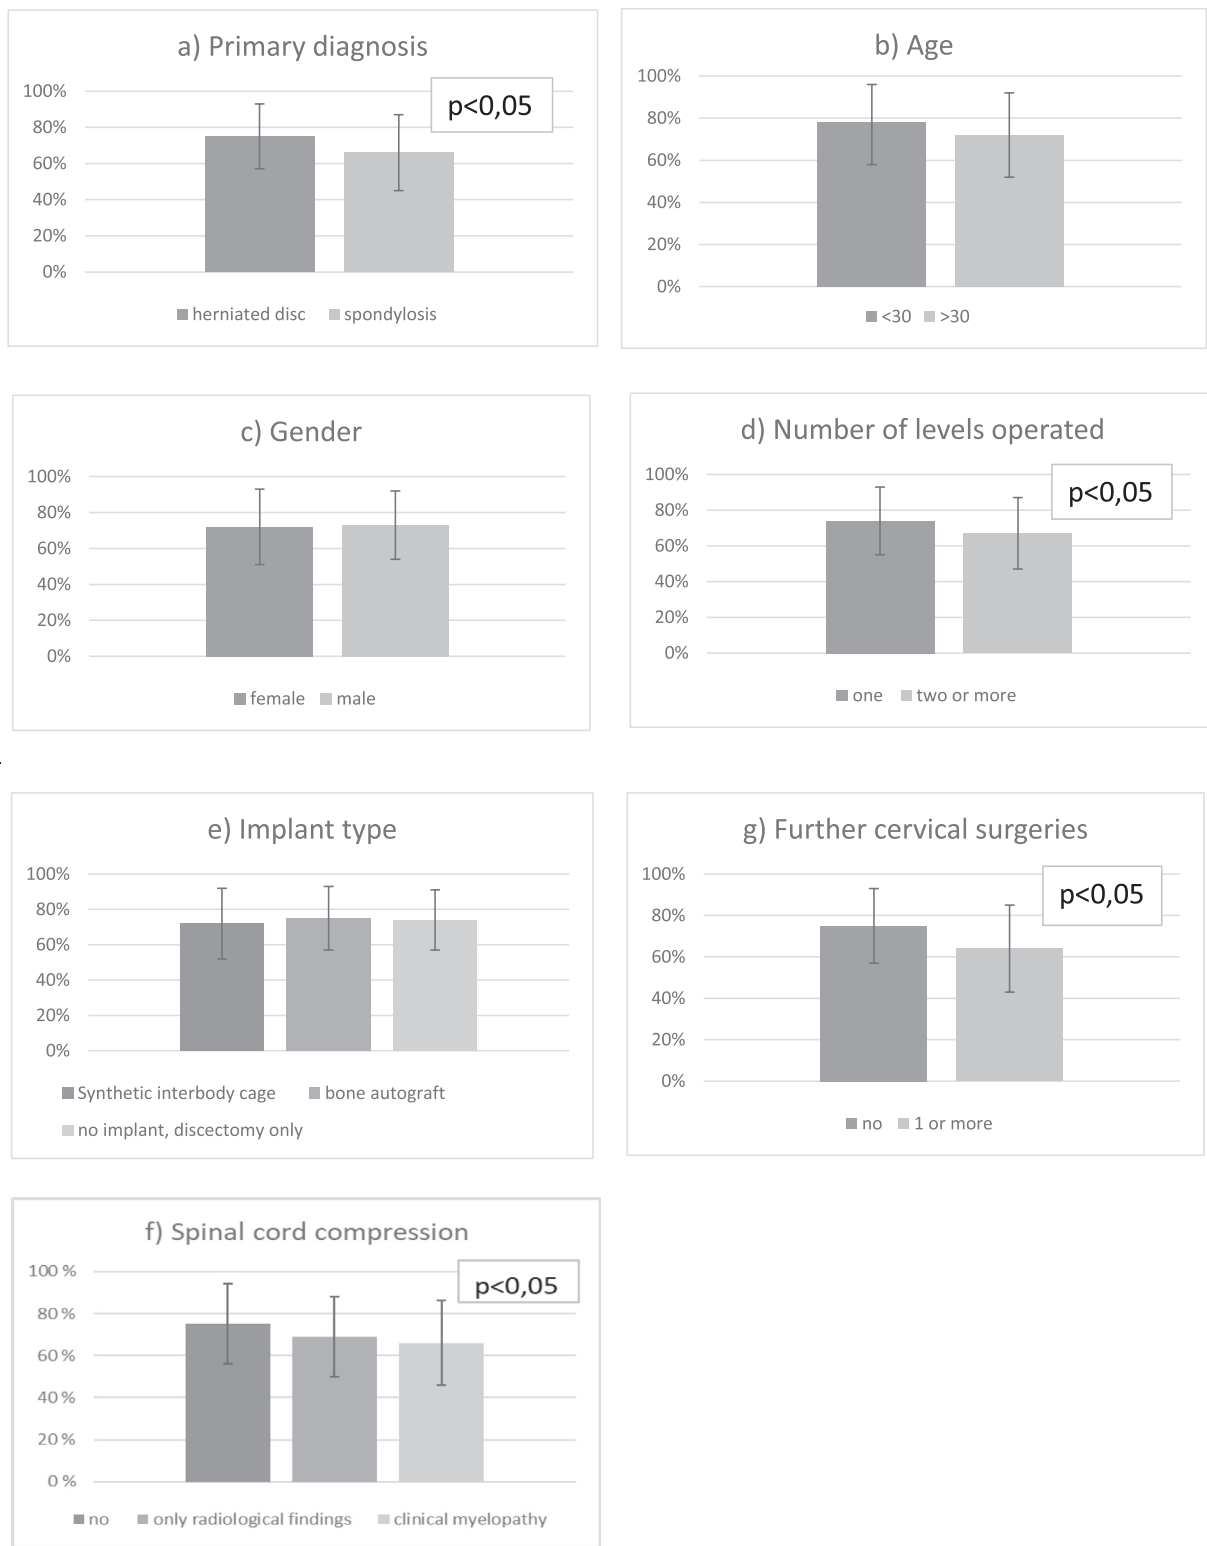 a) Primary diagnosis
p<0,05
100%
80%
60%
40%
20%
0%
herniated disc spondylosis
b) Age
100%
80%
60%
40%
20%
0%
<30 >30
c) Gender
100%
80%
60%
40%
20%
0%
female male
d) Number of levels operated
p<0,05
100%
80%
60%
40%
20%
0%
one two or more
e) Implant type
100%
80%
60%
40%
20%
0%
Synthetic interbody cage bone autograft
no implant, discectomy only
g) Further cervical surgeries
p<0,05
100%
80%
60%
40%
20%
0%
no 1 or more
f) Spinal cord compression
p<0,05
100 %
80 %
60 %
40 %
20 %
0 %
no only radiological findings clinical myelopathy